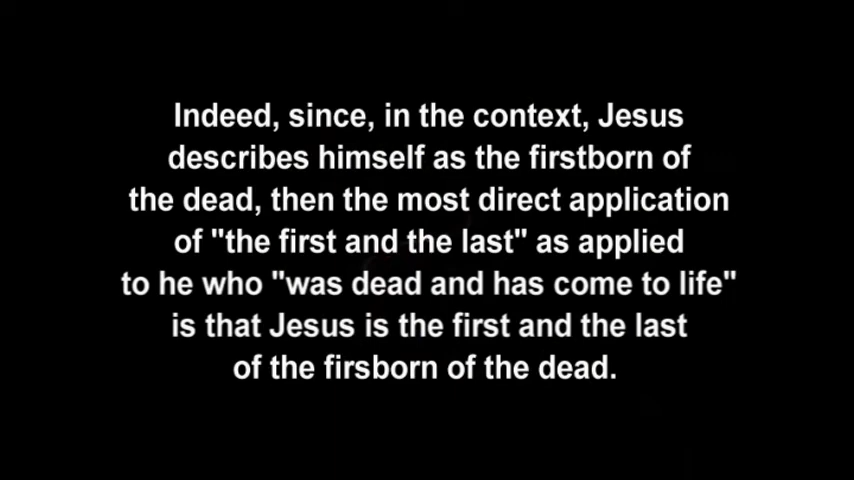 Indeed, since, in the context, Jesus
describes himself as the firstborn of
the dead, then the most direct application
of "the first and the last" as applied
to he who "was dead and has come to life"
is that Jesus is the first and the last
of the firsborn of the dead.